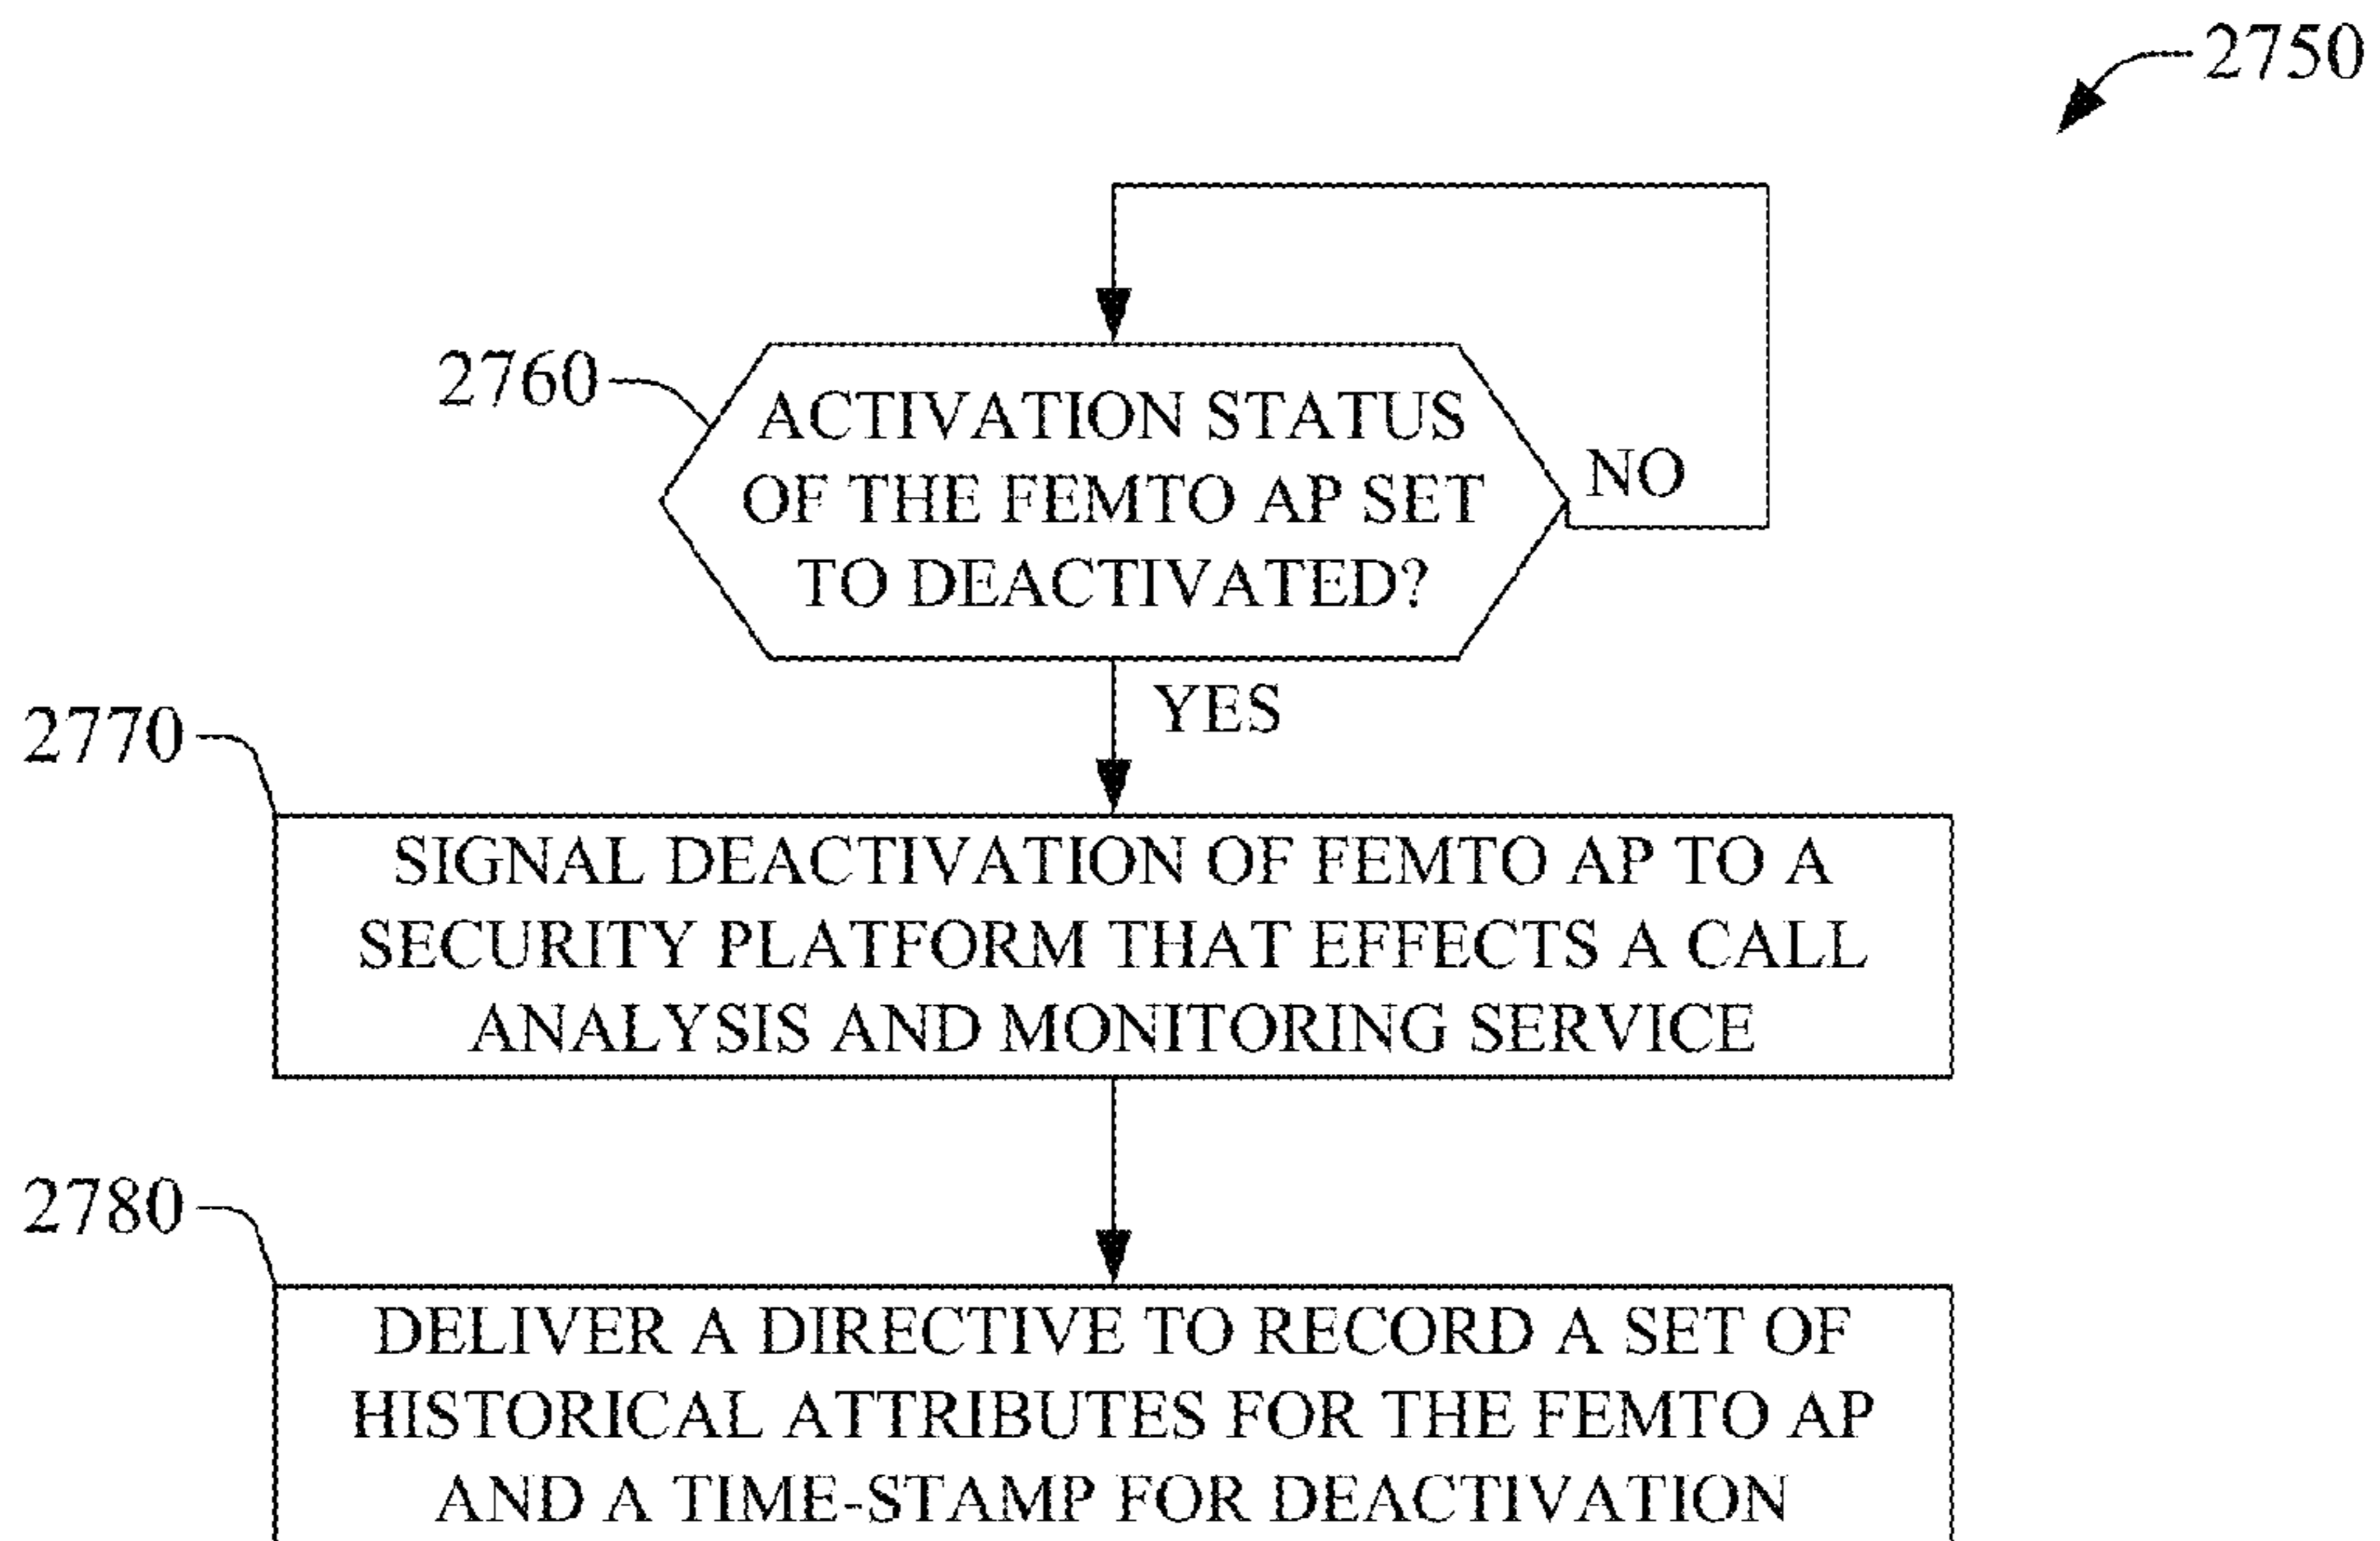 2750
2760
ACTIVATION STATUS
OF THE FEMTO AP SET
TO DEACTIVATED?
NO
YES
2770
SIGNAL DEACTIVATION OF FEMTO AP TO A
SECURITY PLATFORM THAT EFFECTS A CALL
ANALYSIS AND MONITORING SERVICE
2780
DELIVER A DIRECTIVE TO RECORD A SET OF
HISTORICAL ATTRIBUTES FOR THE FEMTO AP
AND A TIME-STAMP FOR DEACTIVATION